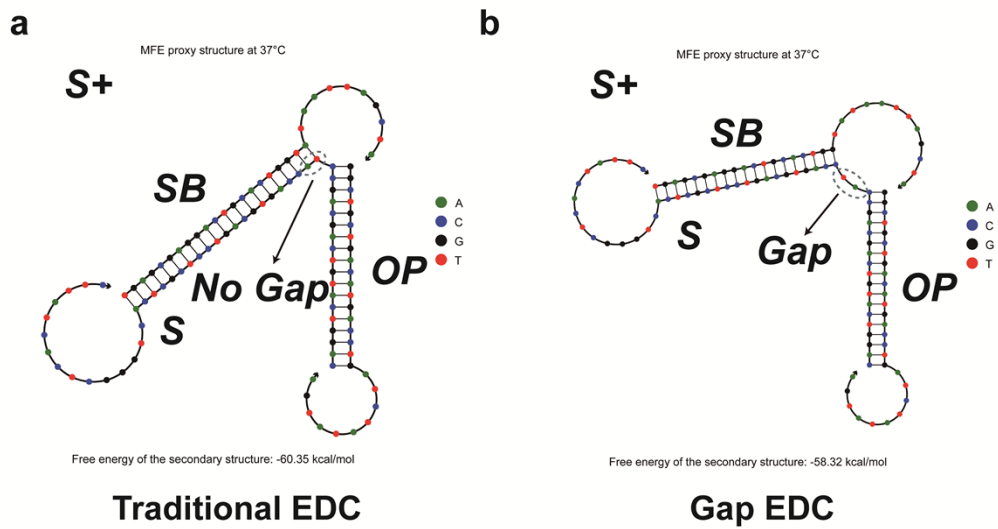 a
MFE proxy structure at 37°C
S+
SB
S
No Gap
OP
A
C
G
T
Free energy of the secondary structure: -60.35 kcal/mol
Traditional EDC
b
MFE proxy structure at 37°C
S+
SB
S
Gap
OP
A
C
G
T
Free energy of the secondary structure: -58.32 kcal/mol
Gap EDC